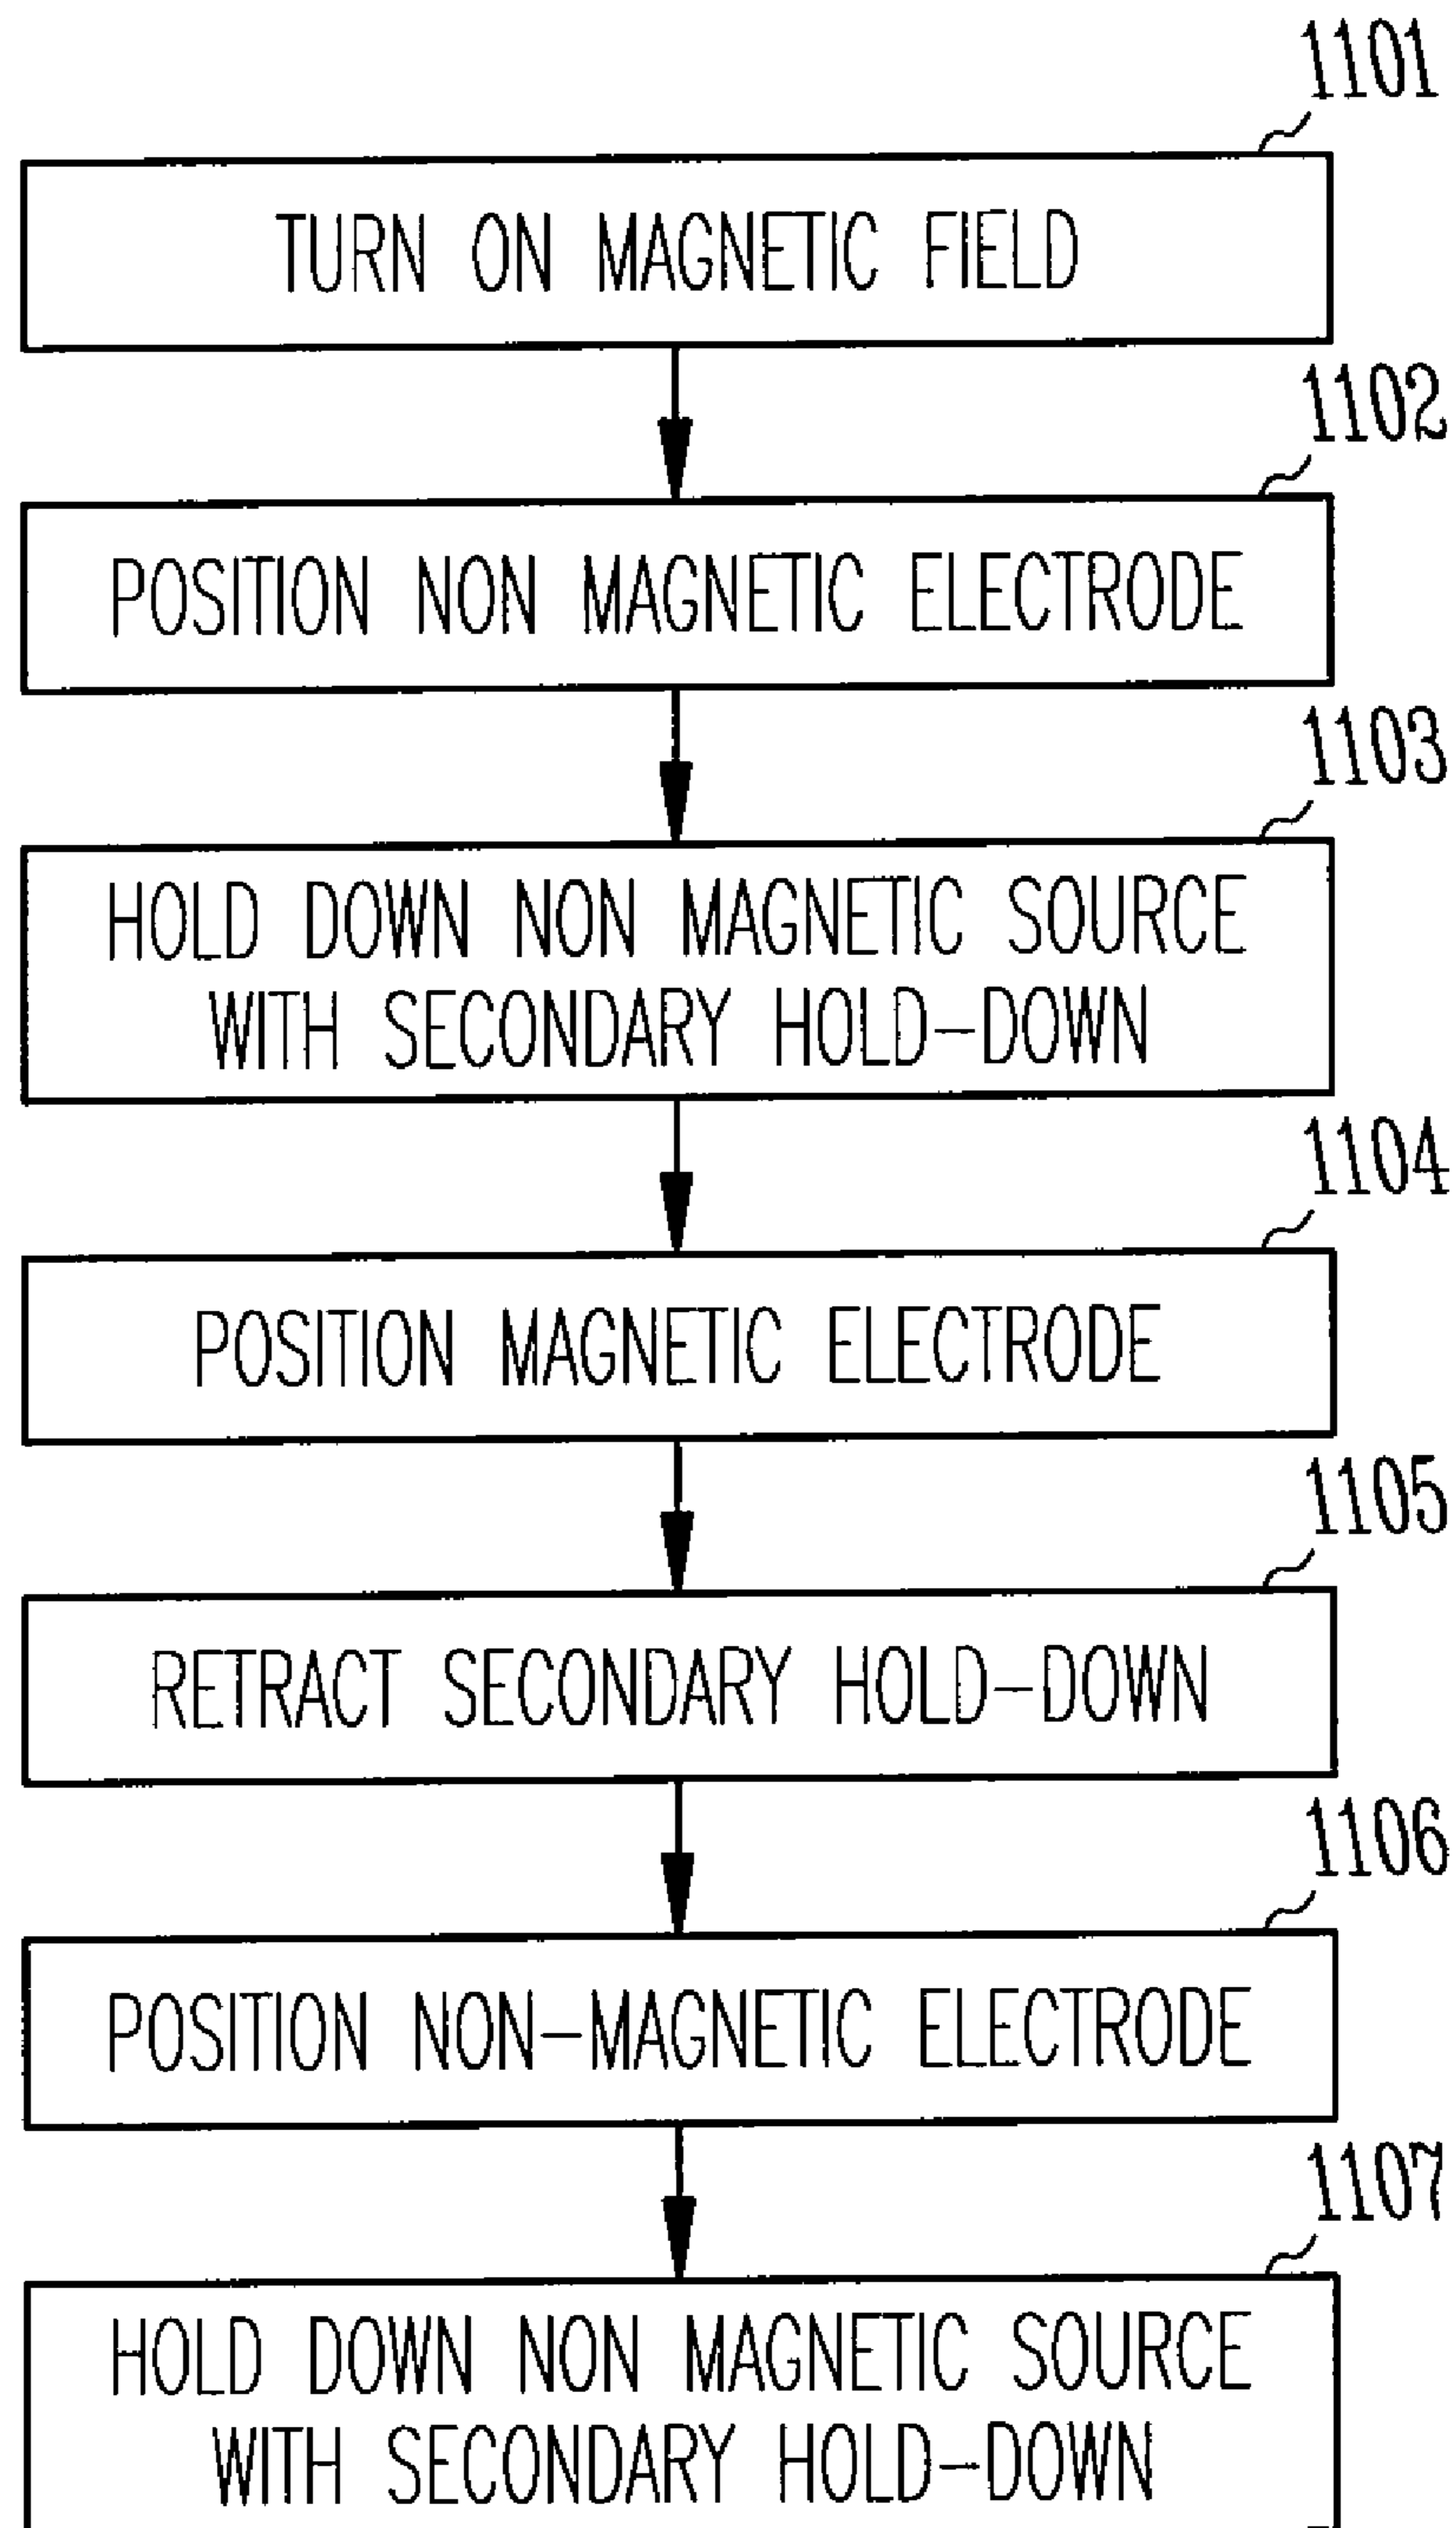 1101
TURN ON MAGNETIC FIELD
1102
POSITION NON MAGNETIC ELECTRODE
1103
HOLD DOWN NON MAGNETIC SOURCE
WITH SECONDARY HOLD-DOWN
1104
POSITION MAGNETIC ELECTRODE
1105
RETRACT SECONDARY HOLD-DOWN
1106
POSITION NON-MAGNETIC ELECTRODE
1107
HOLD DOWN NON MAGNETIC SOURCE
WITH SECONDARY HOLD-DOWN